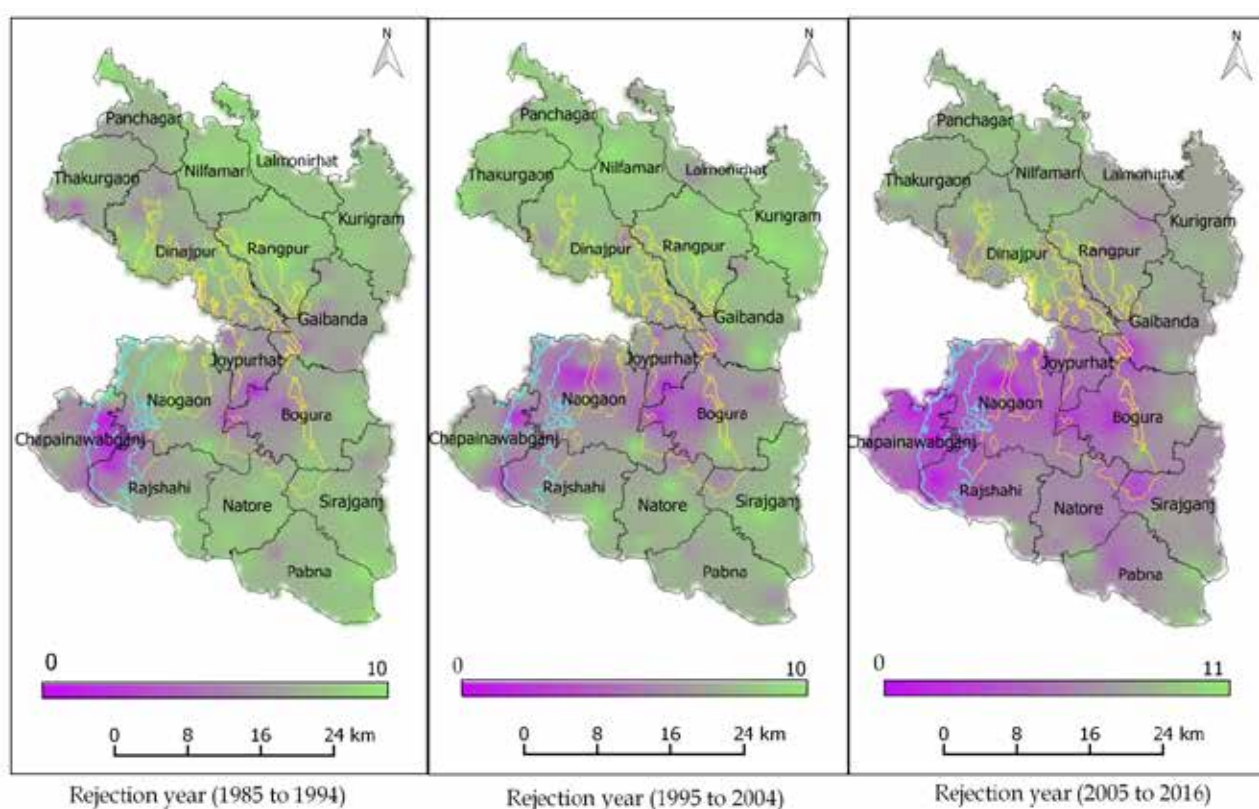 N
Panchagar
Thakurgaon
Nilfamari
Lalmonirhat
Kurigram
Dinajpur
Rangpur
Gaibanda
Joypurhat
Naogaon
Bogura
Chapainawabganj
Rajshahi
Natore
Sirajganj
Pabna
0 10
0 8 16 24 km
Rejection year (1985 to 1994)
N
Panchagar
Thakurgaon
Nilfamari
Lalmonirhat
Kurigram
Dinajpur
Rangpur
Gaibanda
Joypurhat
Naogaon
Bogura
Chapainawabganj
Rajshahi
Natore
Sirajganj
Pabna
0 10
0 8 16 24 km
Rejection year (1995 to 2004)
N
Panchagar
Thakurgaon
Nilfamari
Lalmonirhat
Kurigram
Dinajpur
Rangpur
Gaibanda
Joypurhat
Naogaon
Bogura
Chapainawabganj
Rajshahi
Natore
Sirajganj
Pabna
0 11
0 8 16 24 km
Rejection year (2005 to 2016)